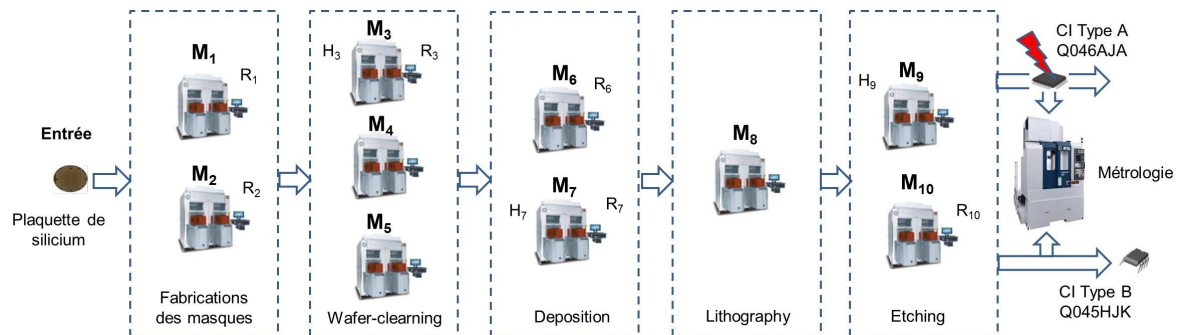 Entrée
Plaquette de
silicium
M1
R1
M2
R2
Fabrications
des masques
H3
M3
R3
M4
M5
Wafer-clearning
M6
R6
H7
M7
R7
Deposition
M8
Lithography
H9
M9
M10
R10
Etching
CI Type A
Q046AJA
Métrologie
CI Type B
Q045HJK